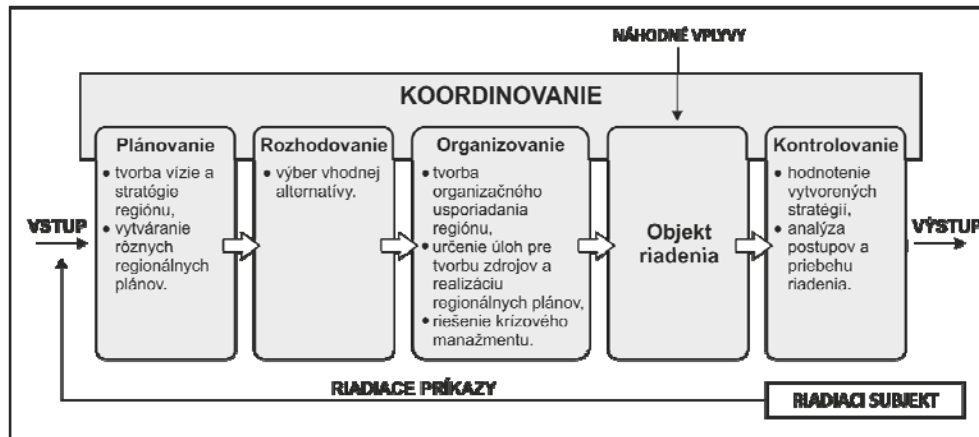 NÁHODNÉ VPLYVY
KOORDINOVANIE
VSTUP
Plánovanie
• tvorba vízie a
stratégie
regiónu,
• vytváranie
rôznych
regionálnych
plánov.
Rozhodovanie
• výber vhodnej
alternatívy.
Organizovanie
• tvorba
organizačného
usporiadania
regiónu,
• určenie úloh pre
tvorbu zdrojov a
realizáciu
regionálnych plánov,
• riešenie krízového
manažmentu.
Objekt
riadenia
Kontrolovanie
• hodnotenie
vytvorených
stratégií,
• analýza
postupov a
priebehu
riadenia.
VÝSTUP
RIADIACE PRÍKAZY
RIADIACI SUBJEKT